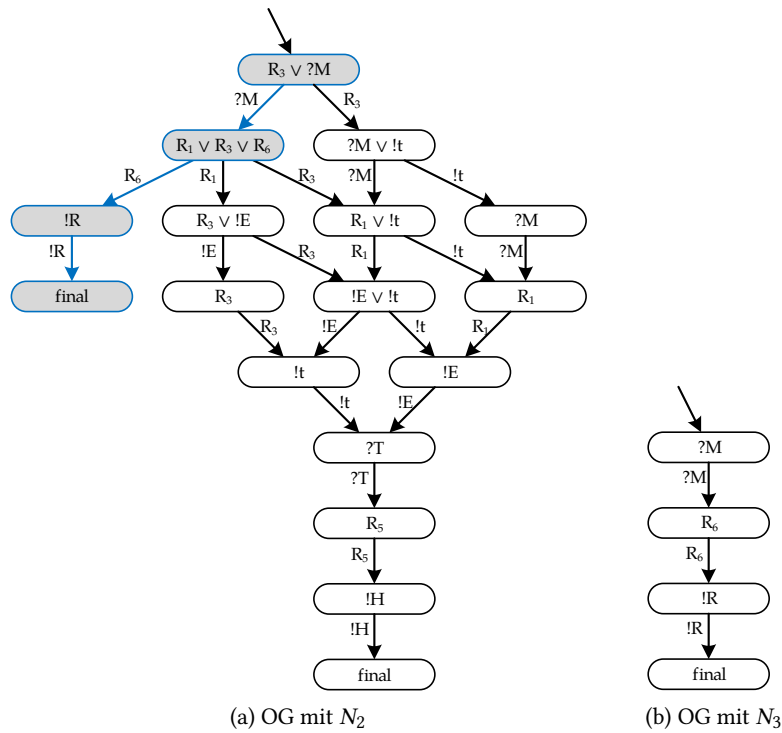 R₃ ∨ ?M
?M R₃
R₁ ∨ R₃ ∨ R₆ ?M ∨ !t
R₆ R₁ R₃ ?M !t
!R R₃ ∨ !E R₁ ∨ !t ?M
!R !E R₃ R₁ !t ?M
final R₃ !E ∨ !t R₁
R₃ !E !t R₁
!t !E
!t !E
?T ?M
?T ?M
R₅ R₆
R₅ R₆
!H !R
!H !R
final final
(a) OG mit N₂ (b) OG mit N₃